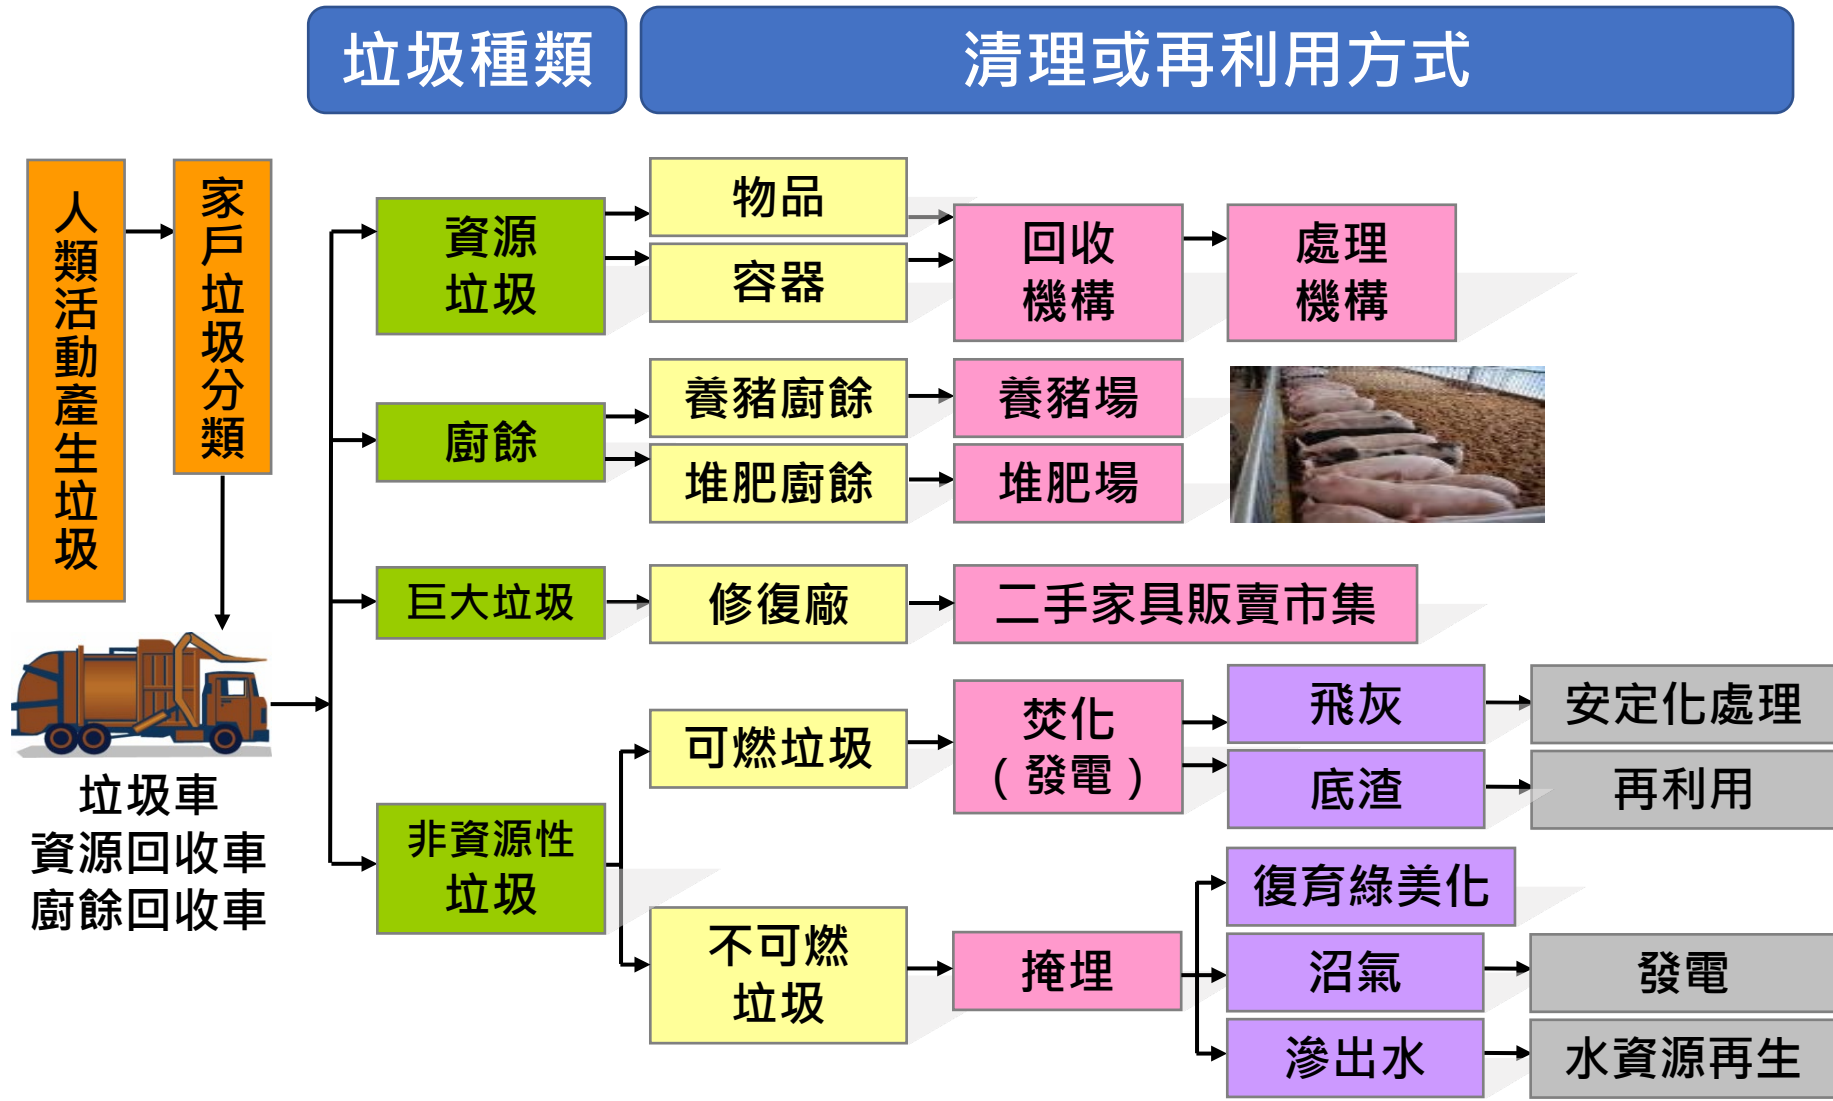 垃圾種類
清理或再利用方式
人類活動產生垃圾
家戶垃圾分類
垃圾車
資源回收車
廚餘回收車
資源
垃圾
物品
容器
回收
機構
處理
機構
廚餘
養豬廚餘
養豬場
堆肥廚餘
堆肥場
巨大垃圾
修復廠
二手家具販賣市集
非資源性
垃圾
可燃垃圾
焚化
(發電)
飛灰
安定化處理
底渣
再利用
不可燃
垃圾
掩埋
復育綠美化
沼氣
發電
滲出水
水資源再生